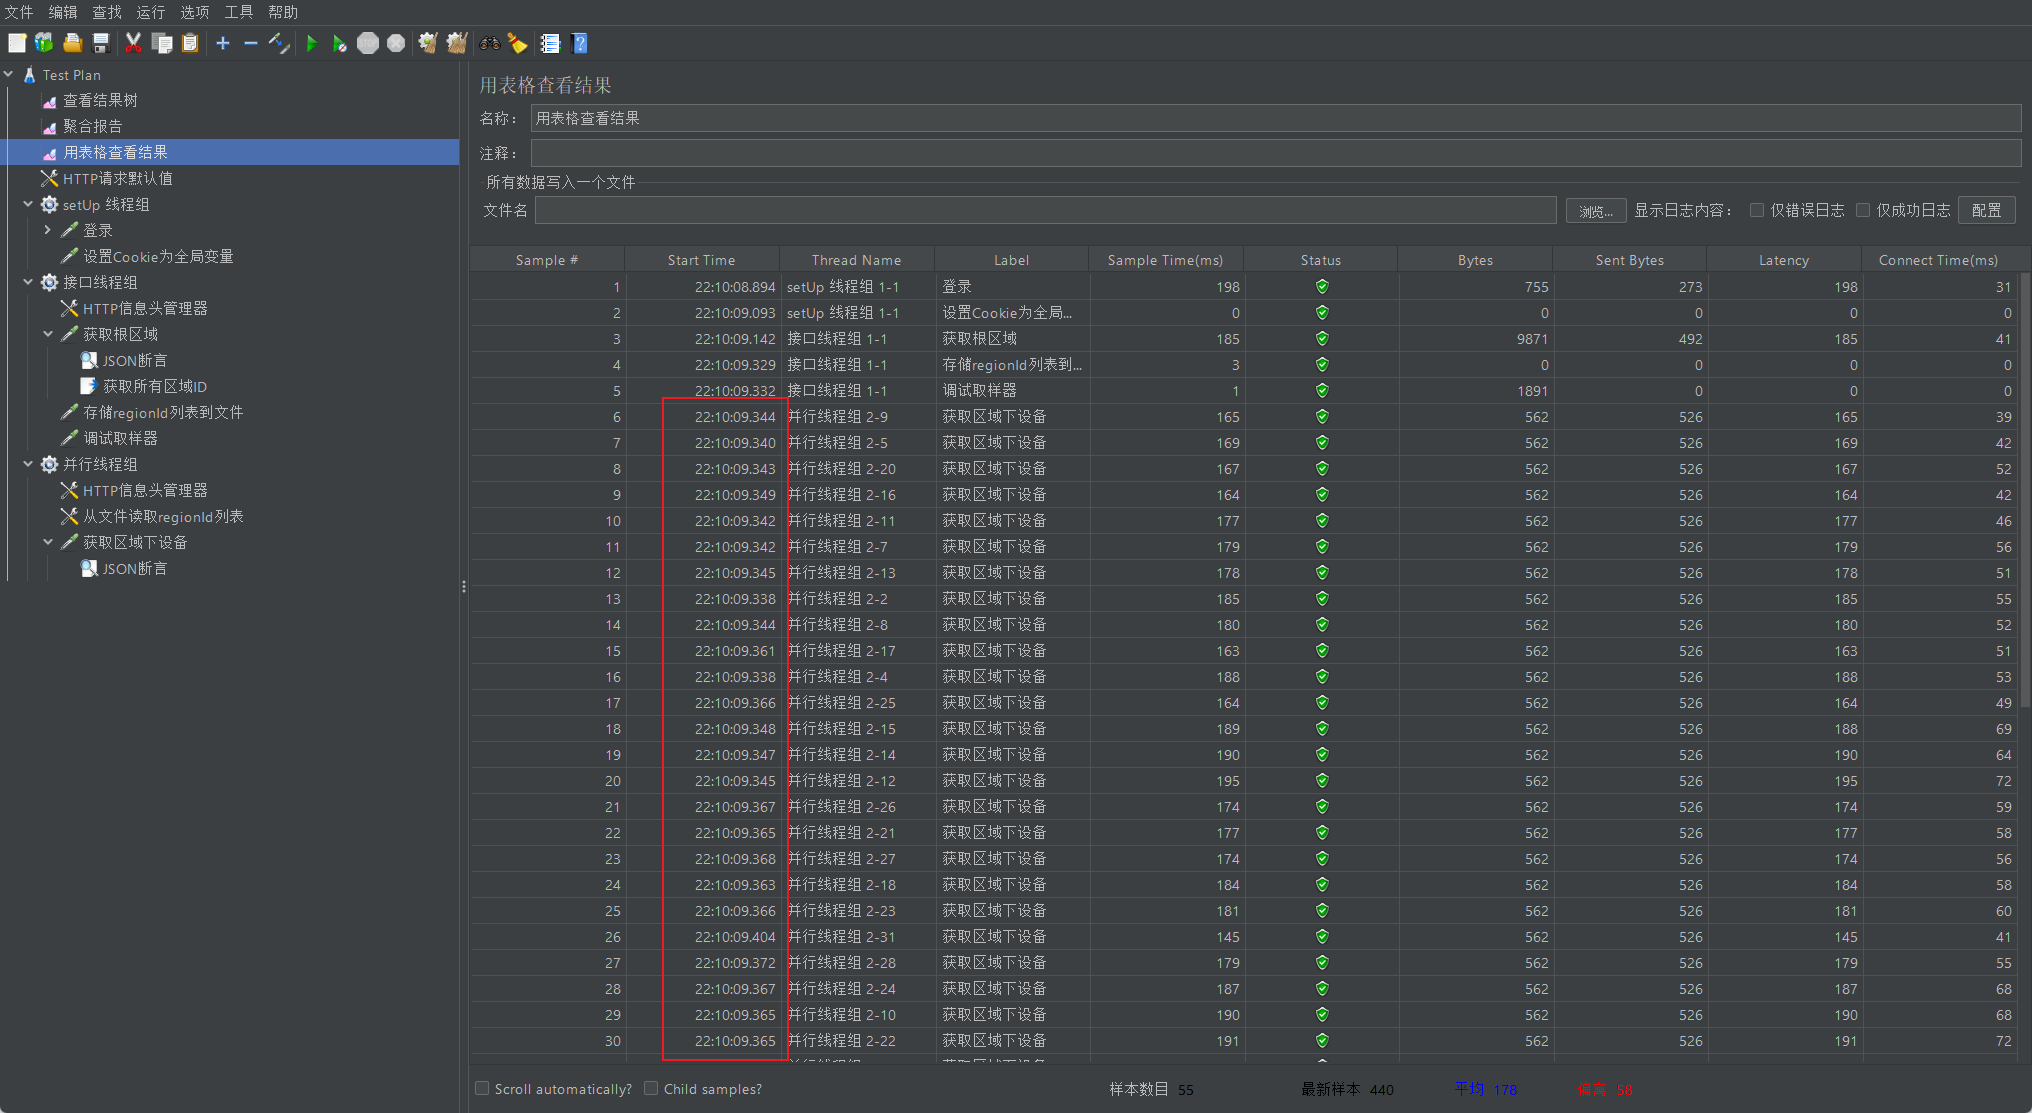 文件 编辑 查找 运行 选项 工具 帮助
Test Plan
查看结果树
聚合报告
用表格查看结果
HTTP请求默认值
setUp 线程组
登录
设置Cookie为全局变量
接口线程组
HTTP信息头管理器
获取根区域
JSON断言
获取所有区域ID
存储regionId列表到文件
调试取样器
并行线程组
HTTP信息头管理器
从文件读取regionId列表
获取区域下设备
JSON断言
用表格查看结果
名称： 用表格查看结果
注释：
所有数据写入一个文件
文件名 浏览... 显示日志内容： 仅错误日志 仅成功日志 配置
Sample # Start Time Thread Name Label Sample Time(ms) Status Bytes Sent Bytes Latency Connect Time(ms)
1 22:10:08.894 setUp 线程组 1-1 登录 198 755 273 198 31
2 22:10:09.093 setUp 线程组 1-1 设置Cookie为全局... 0 0 0 0 0
3 22:10:09.142 接口线程组 1-1 获取根区域 185 9871 492 185 41
4 22:10:09.329 接口线程组 1-1 存储regionId列表到... 3 0 0 0 0
5 22:10:09.332 接口线程组 1-1 调试取样器 1 1891 0 0 0
6 22:10:09.344 并行线程组 2-9 获取区域下设备 165 562 526 165 39
7 22:10:09.340 并行线程组 2-5 获取区域下设备 169 562 526 169 42
8 22:10:09.343 并行线程组 2-20 获取区域下设备 167 562 526 167 52
9 22:10:09.349 并行线程组 2-16 获取区域下设备 164 562 526 164 42
10 22:10:09.342 并行线程组 2-11 获取区域下设备 177 562 526 177 46
11 22:10:09.342 并行线程组 2-7 获取区域下设备 179 562 526 179 56
12 22:10:09.345 并行线程组 2-13 获取区域下设备 178 562 526 178 51
13 22:10:09.338 并行线程组 2-2 获取区域下设备 185 562 526 185 55
14 22:10:09.344 并行线程组 2-8 获取区域下设备 180 562 526 180 52
15 22:10:09.361 并行线程组 2-17 获取区域下设备 163 562 526 163 51
16 22:10:09.338 并行线程组 2-4 获取区域下设备 188 562 526 188 53
17 22:10:09.366 并行线程组 2-25 获取区域下设备 164 562 526 164 49
18 22:10:09.348 并行线程组 2-15 获取区域下设备 189 562 526 188 69
19 22:10:09.347 并行线程组 2-14 获取区域下设备 190 562 526 190 64
20 22:10:09.345 并行线程组 2-12 获取区域下设备 195 562 526 195 72
21 22:10:09.367 并行线程组 2-26 获取区域下设备 174 562 526 174 59
22 22:10:09.365 并行线程组 2-21 获取区域下设备 177 562 526 177 58
23 22:10:09.368 并行线程组 2-27 获取区域下设备 174 562 526 174 56
24 22:10:09.363 并行线程组 2-18 获取区域下设备 184 562 526 184 58
25 22:10:09.366 并行线程组 2-23 获取区域下设备 181 562 526 181 60
26 22:10:09.404 并行线程组 2-31 获取区域下设备 145 562 526 145 41
27 22:10:09.372 并行线程组 2-28 获取区域下设备 179 562 526 179 55
28 22:10:09.367 并行线程组 2-24 获取区域下设备 187 562 526 187 68
29 22:10:09.365 并行线程组 2-10 获取区域下设备 190 562 526 190 68
30 22:10:09.365 并行线程组 2-22 获取区域下设备 191 562 526 191 72
Scroll automatically? Child samples? 样本数目 55 最新样本 440 平均 178 偏离 58